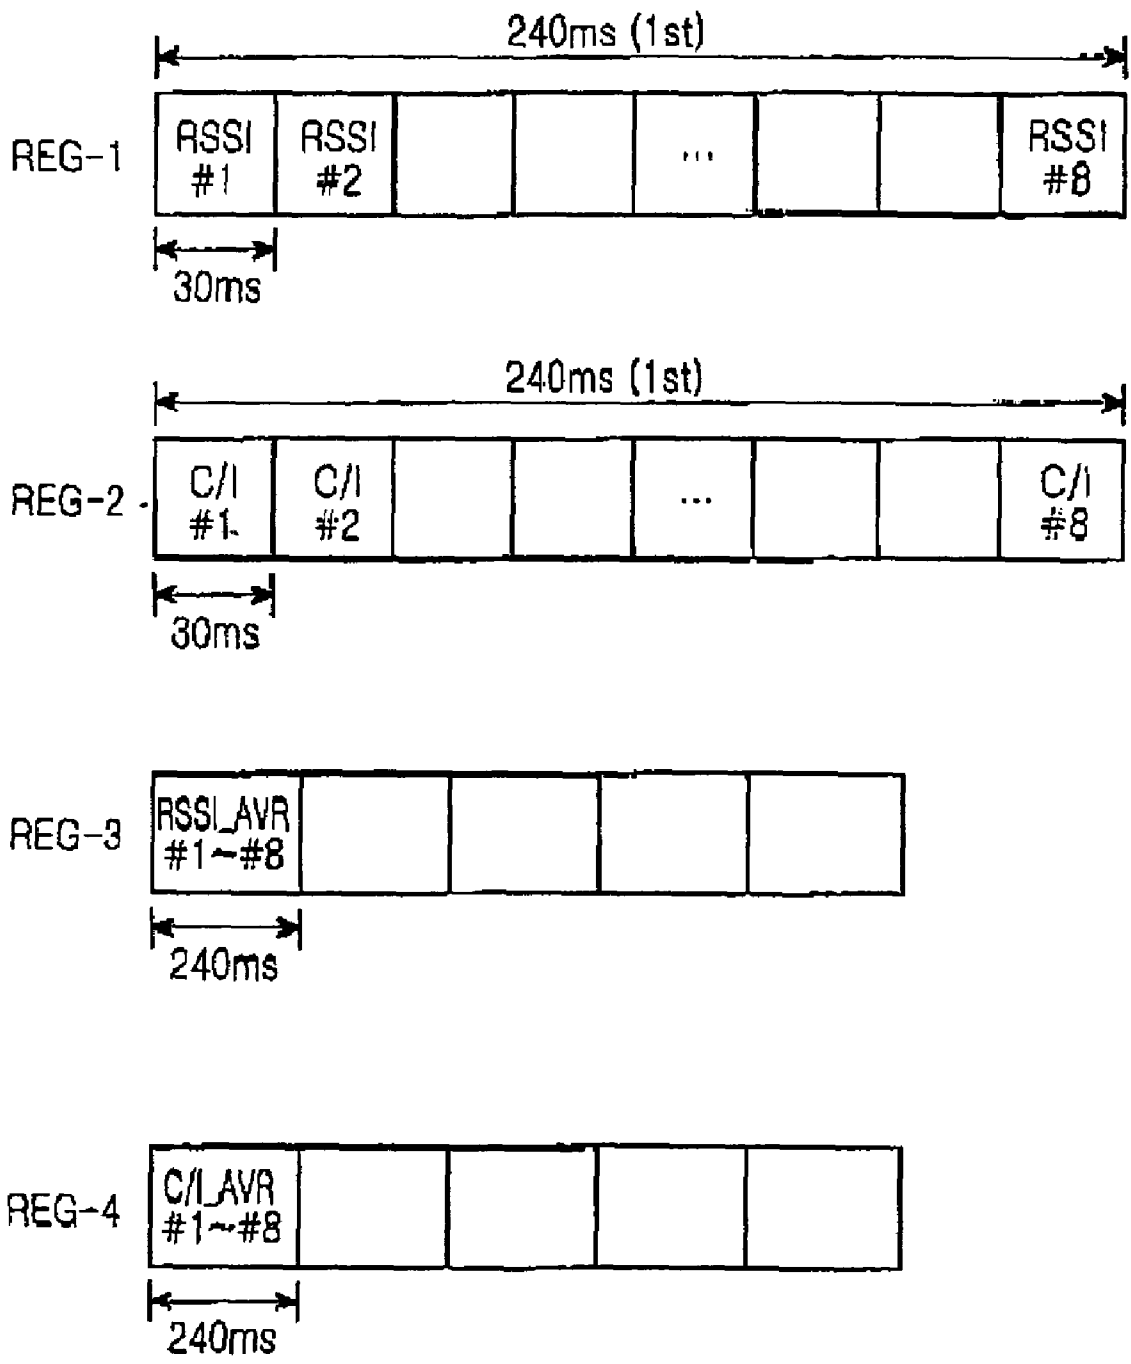 240ms (1st)
REG-1
RSSI #1
RSSI #2
...
RSSI #8
30ms
240ms (1st)
REG-2
C/I #1
C/I #2
...
C/I #8
30ms
REG-3
RSSI_AVR
#1~#8
240ms
REG-4
C/I_AVR
#1~#8
240ms